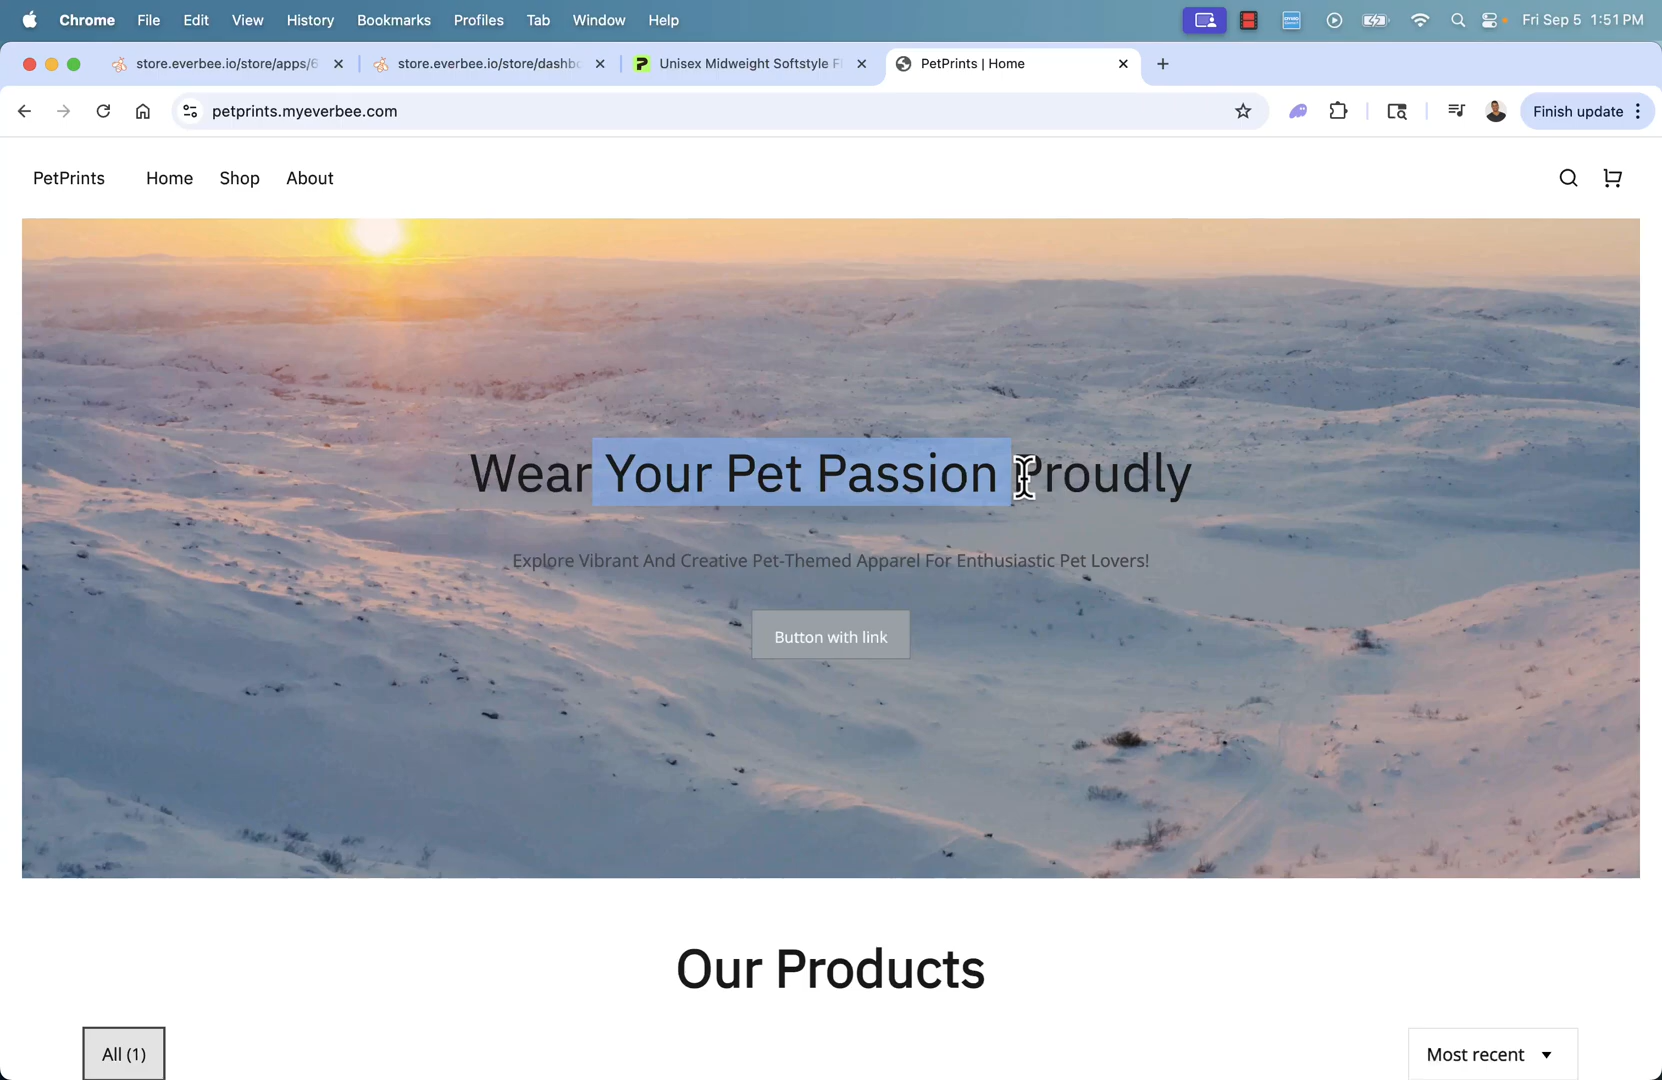 Chrome File Edit View History Bookmarks Profiles Tab Window Help Fri Sep 5 1:51 PM
store.everbee.io/store/apps/6 store.everbee.io/store/dashbo Unisex Midweight Softstyle Fl PetPrints | Home
petprints.myeverbee.com Finish update
PetPrints Home Shop About
Wear Your Pet Passion Proudly
Explore Vibrant And Creative Pet-Themed Apparel For Enthusiastic Pet Lovers!
Button with link
Our Products
All (1) Most recent